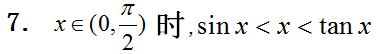 7. x∈(0, π/2) 时,sin x < x < tan x